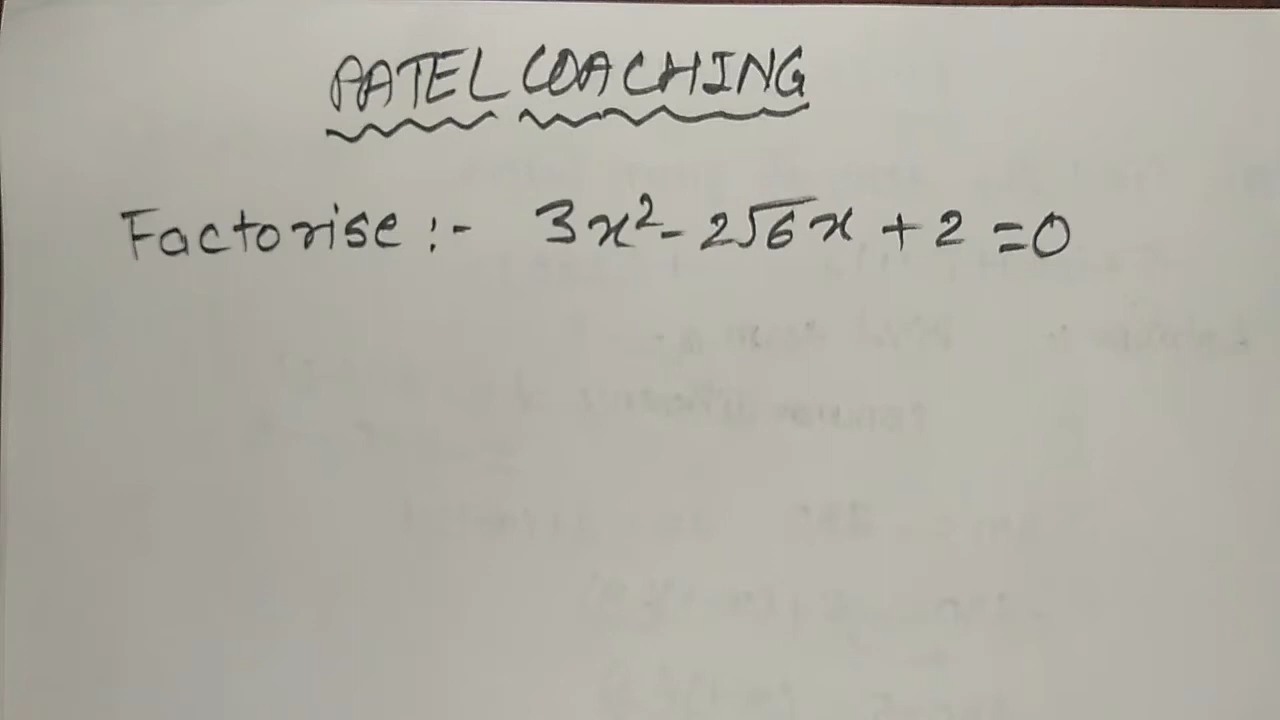 PATEL COACHING
Factorise :- 3x² - 2√6x + 2 = 0